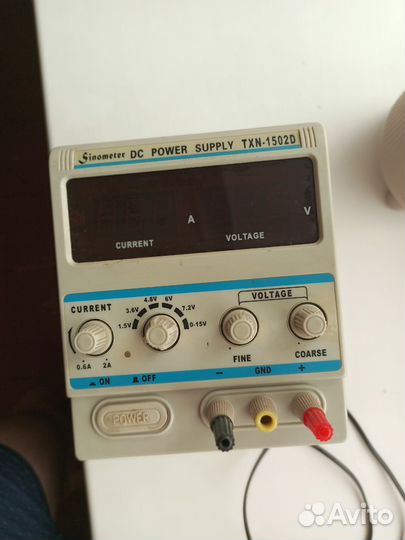 Sinometer DC POWER SUPPLY TXN-1502D
A V
CURRENT VOLTAGE
CURRENT
0.6A 2A
1.5V 3.6V 4.8V 6V 7.2V 0-15V
VOLTAGE
FINE COARSE
ON OFF
- GND +
POWER
Avito